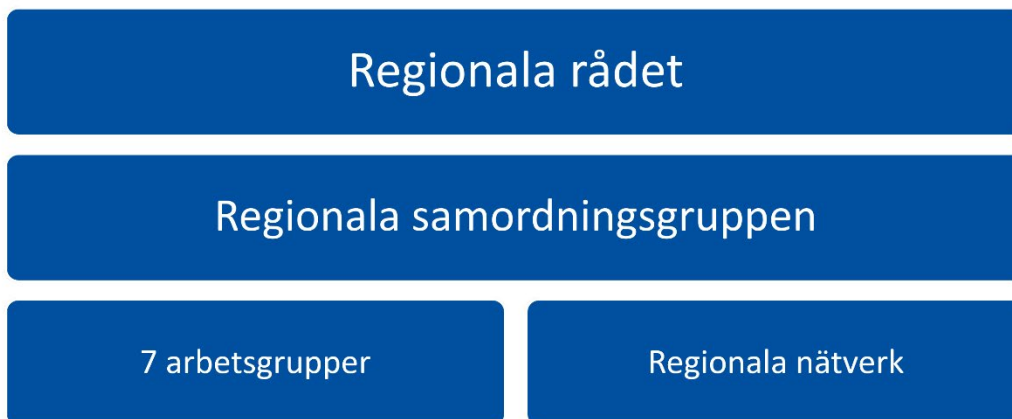 Regionala rådet
Regionala samordningsgruppen
7 arbetsgrupper
Regionala nätverk